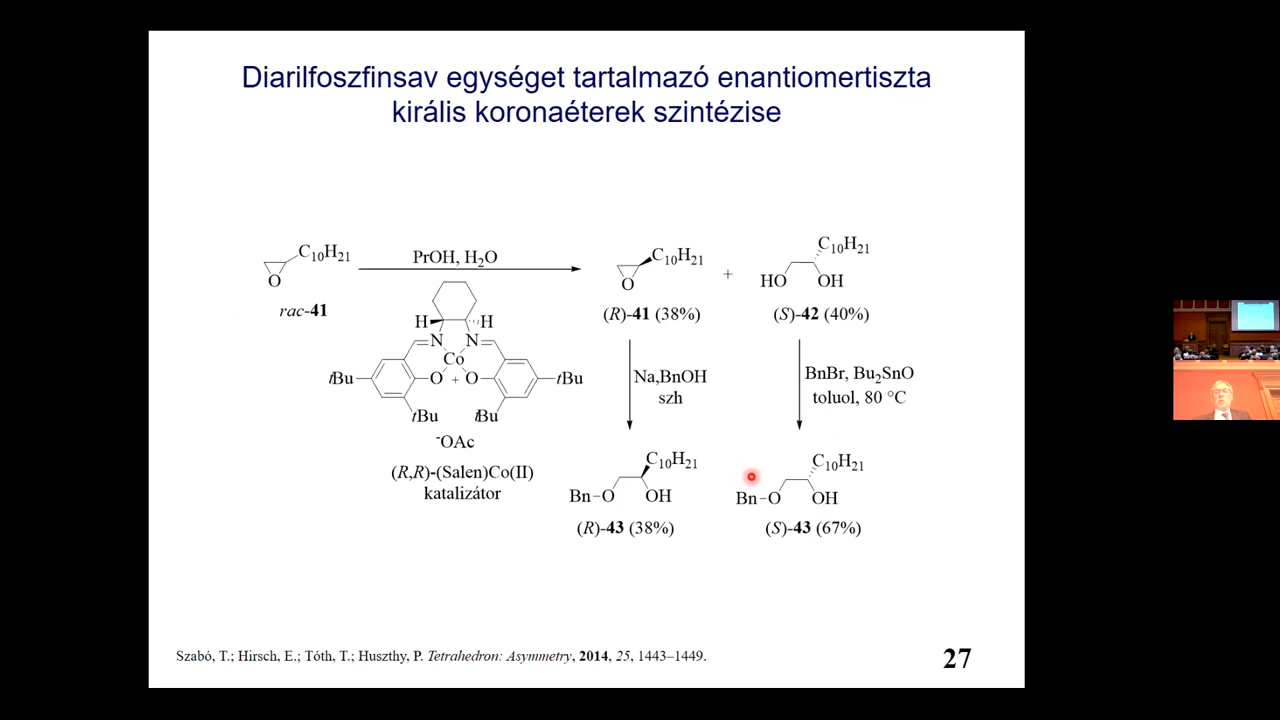 Diarilfoszfinsav egységet tartalmazó enantiomertiszta
királis koronaéterek szintézise
C10H21
O
rac-41
PrOH, H2O
H
H
N
N
Co
O
+
O
tBu
tBu
tBu
tBu
-OAc
(R,R)-(Salen)Co(II)
katalizátor
C10H21
O
(R)-41 (38%)
+
C10H21
HO
OH
(S)-42 (40%)
Na,BnOH
szh
BnBr, Bu2SnO
toluol, 80 °C
C10H21
Bn-O
OH
(R)-43 (38%)
C10H21
Bn-O
OH
(S)-43 (67%)
Szabó, T.; Hirsch, E.; Tóth, T.; Huszthy, P. Tetrahedron: Asymmetry, 2014, 25, 1443–1449.
27